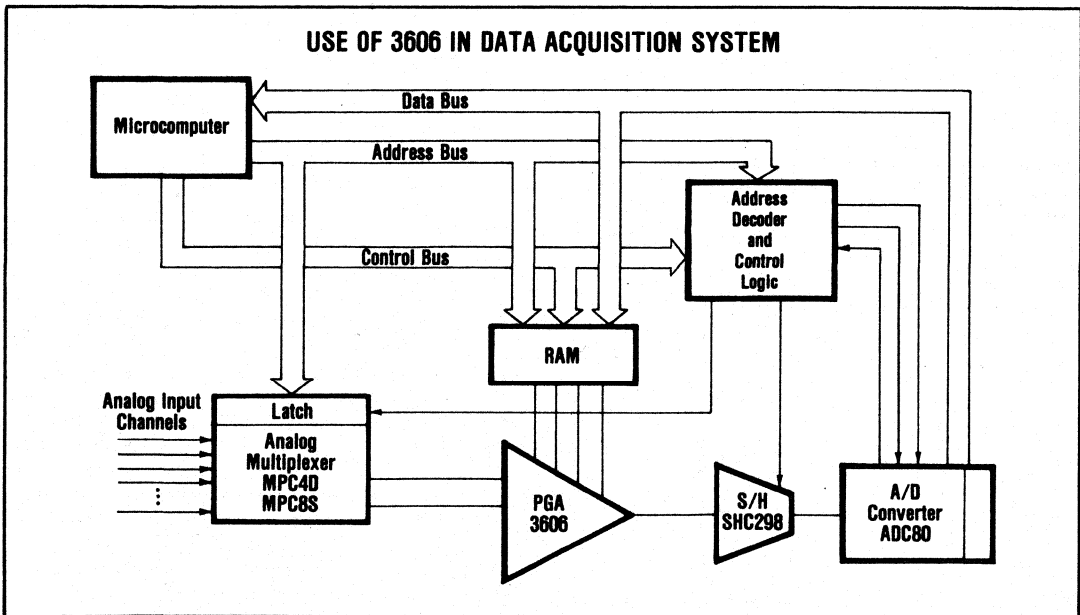 USE OF 3606 IN DATA ACQUISITION SYSTEM
Microcomputer
Data Bus
Address Bus
Control Bus
Address
Decoder
and
Control
Logic
RAM
Analog Input
Channels
Latch
Analog
Multiplexer
MPC4D
MPC8S
PGA
3606
S/H
SHC298
A/D
Converter
ADC80